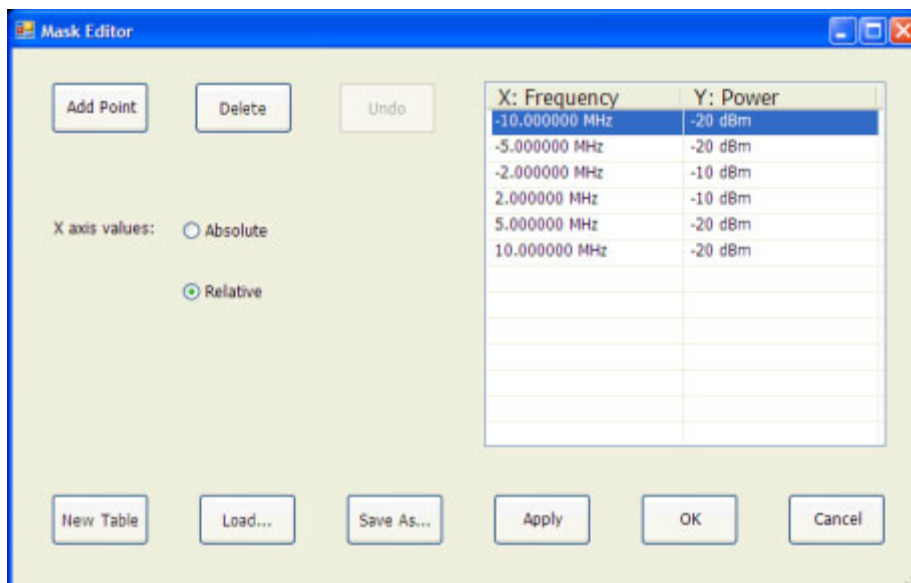 Mask Editor
Add Point
Delete
Undo
X: Frequency Y: Power
-10.000000 MHz -20 dBm
-5.000000 MHz -20 dBm
-2.000000 MHz -10 dBm
2.000000 MHz -10 dBm
5.000000 MHz -20 dBm
10.000000 MHz -20 dBm
X axis values:
Absolute
Relative
New Table
Load...
Save As...
Apply
OK
Cancel